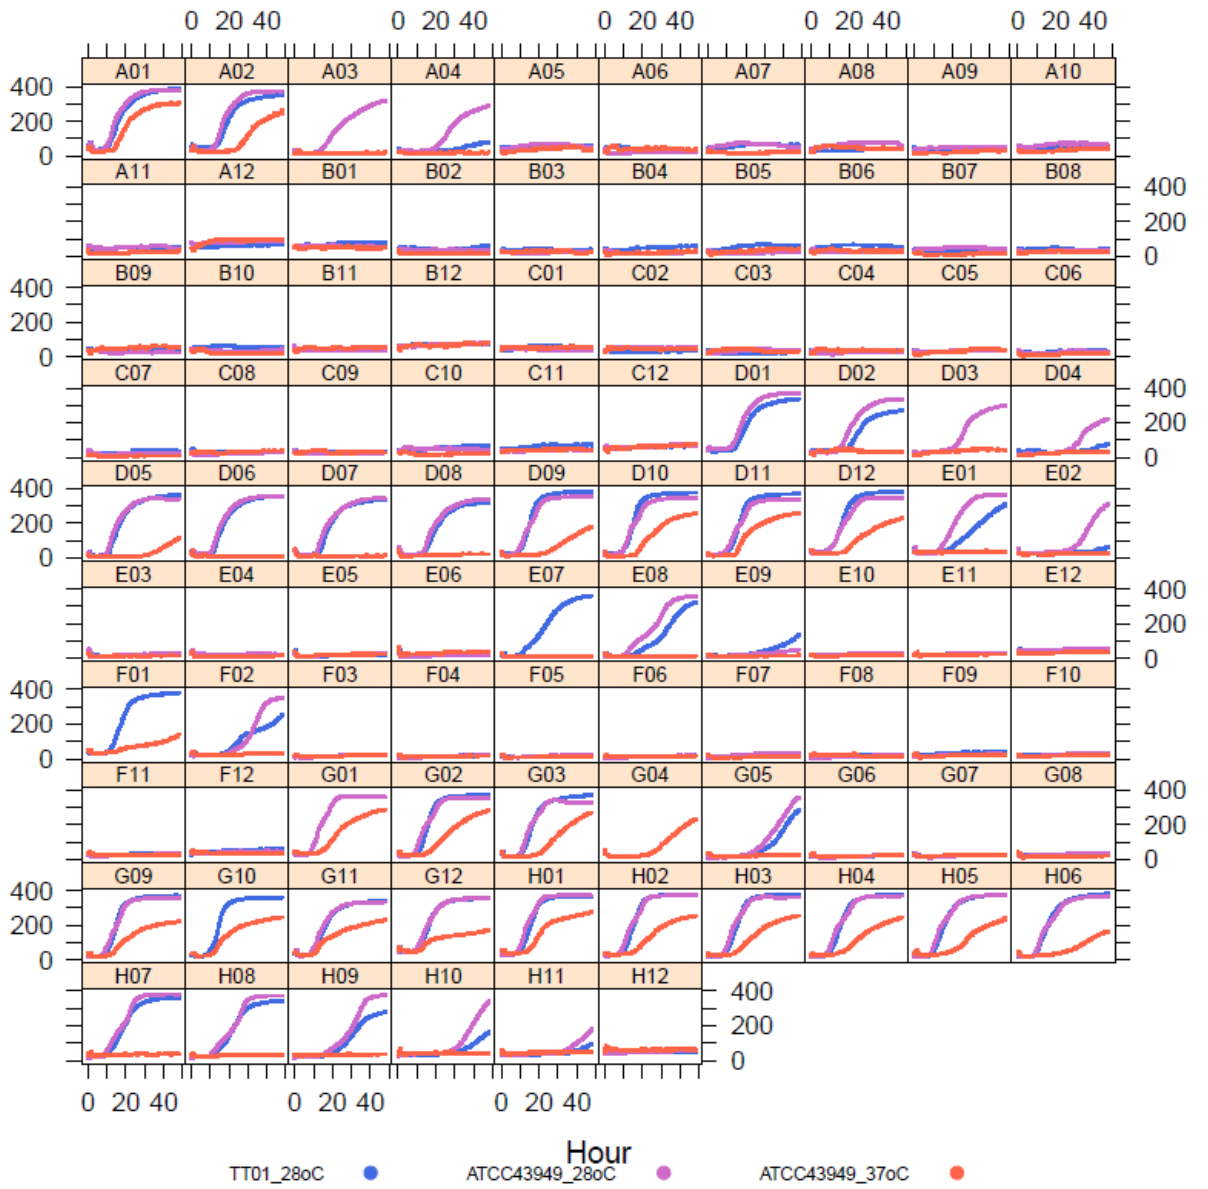 0 20 40 0 20 40 0 20 40 0 20 40 0 20 40
A01 A02 A03 A04 A05 A06 A07 A08 A09 A10
400
200
0
A11 A12 B01 B02 B03 B04 B05 B06 B07 B08
400
200
0
B09 B10 B11 B12 C01 C02 C03 C04 C05 C06
400
200
0
C07 C08 C09 C10 C11 C12 D01 D02 D03 D04
400
200
0
D05 D06 D07 D08 D09 D10 D11 D12 E01 E02
400
200
0
E03 E04 E05 E06 E07 E08 E09 E10 E11 E12
400
200
0
F01 F02 F03 F04 F05 F06 F07 F08 F09 F10
400
200
0
F11 F12 G01 G02 G03 G04 G05 G06 G07 G08
400
200
0
G09 G10 G11 G12 H01 H02 H03 H04 H05 H06
400
200
0
H07 H08 H09 H10 H11 H12
400
200
0
0 20 40 0 20 40 0 20 40
Hour
TT01_28oC ATCC43949_28oC ATCC43949_37oC